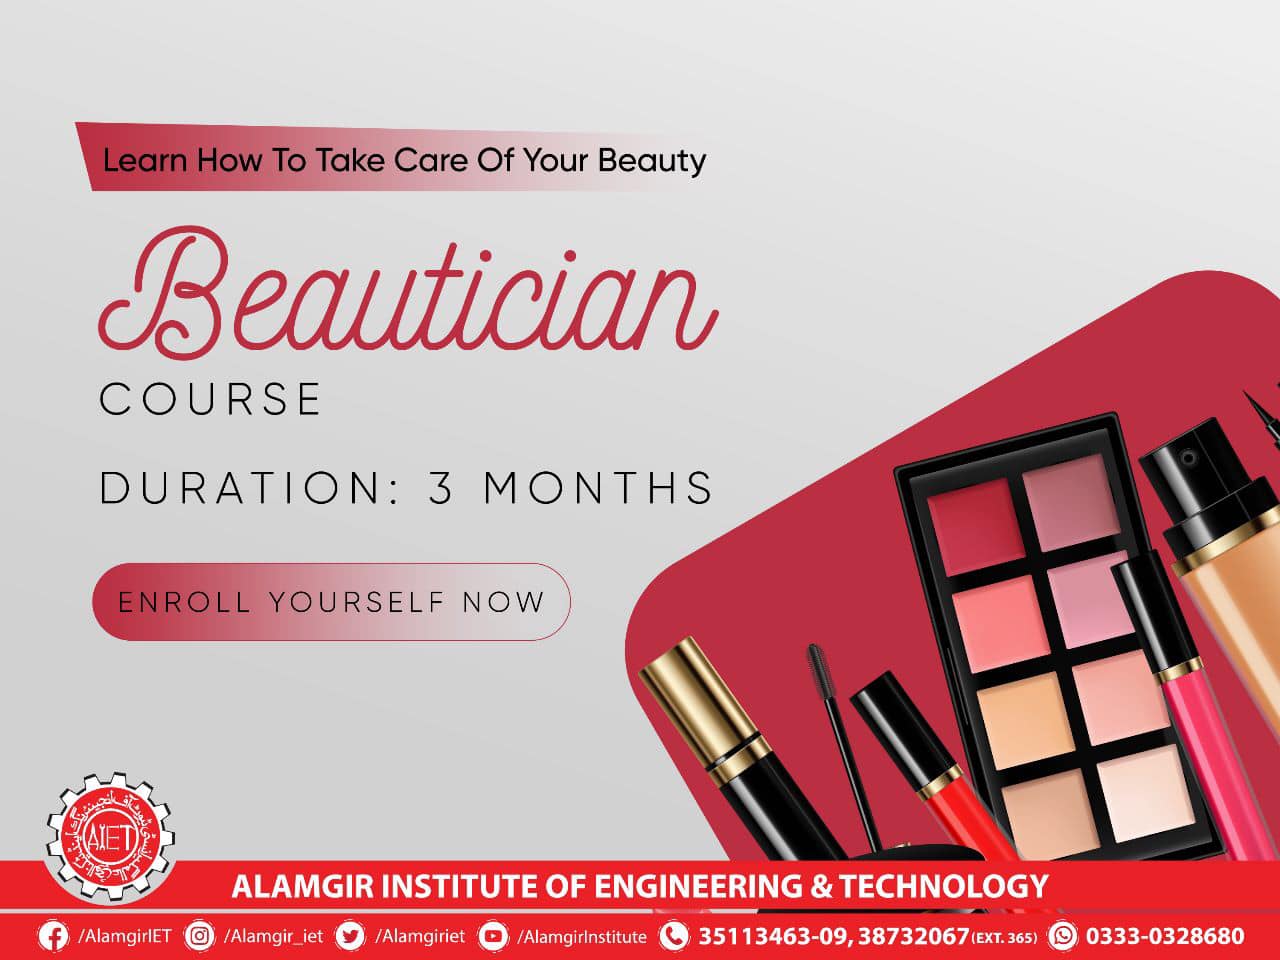 Learn How To Take Care Of Your Beauty
Beautician
COURSE
DURATION: 3 MONTHS
ENROLL YOURSELF NOW
AIET
ALAMGIR INSTITUTE OF ENGINEERING & TECHNOLOGY
/AlamgirIET /Alamgir_iet /Alamgiriet /AlamgirInstitute 35113463-09, 38732067 (EXT. 365) 0333-0328680